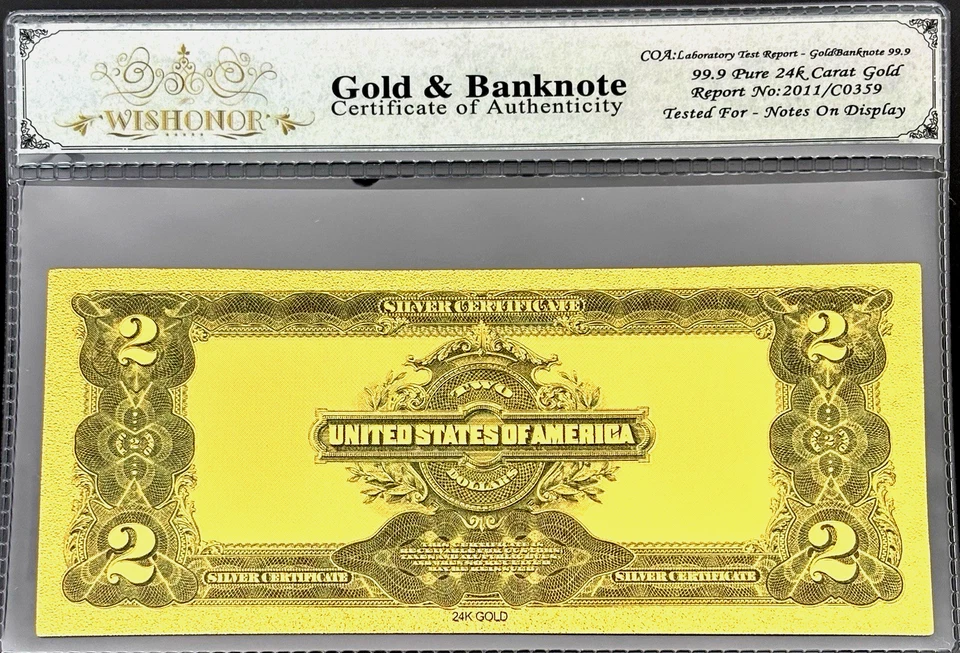 WISHONOR
Gold & Banknote
Certificate of Authenticity
COA:Laboratory Test Report - GoldBanknote 99.9
99.9 Pure 24k Carat Gold
Report No:2011/C0359
Tested For - Notes On Display
SILVER CERTIFICATE
2
2
TWO
UNITED STATES OF AMERICA
DOLLARS
2
2
2
2
SILVER CERTIFICATE
SILVER CERTIFICATE
24K GOLD